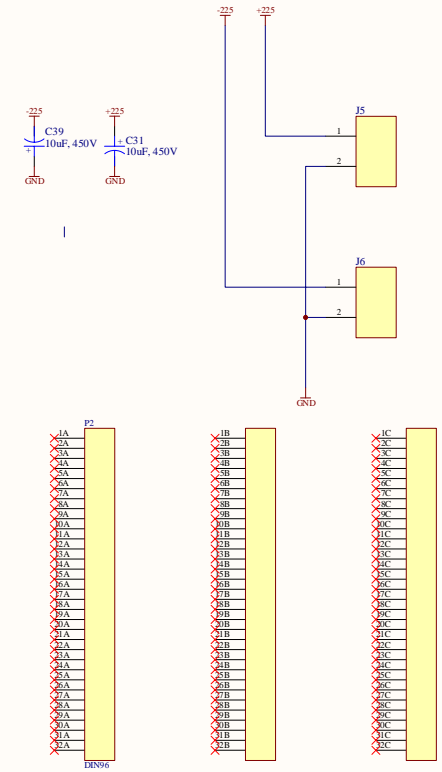 -225 +225
-225 +225
C39
10uF, 450V
+
GND
+ C31
10uF, 450V
GND
J5
1
2
J6
1
2
GND
P2
1A 1B 1C
2A 2B 2C
3A 3B 3C
4A 4B 4C
5A 5B 5C
6A 6B 6C
7A 7B 7C
8A 8B 8C
9A 9B 9C
10A 10B 10C
11A 11B 11C
12A 12B 12C
13A 13B 13C
14A 14B 14C
15A 15B 15C
16A 16B 16C
17A 17B 17C
18A 18B 18C
19A 19B 19C
20A 20B 20C
21A 21B 21C
22A 22B 22C
23A 23B 23C
24A 24B 24C
25A 25B 25C
26A 26B 26C
27A 27B 27C
28A 28B 28C
29A 29B 29C
30A 30B 30C
31A 31B 31C
32A 32B 32C
DIN96